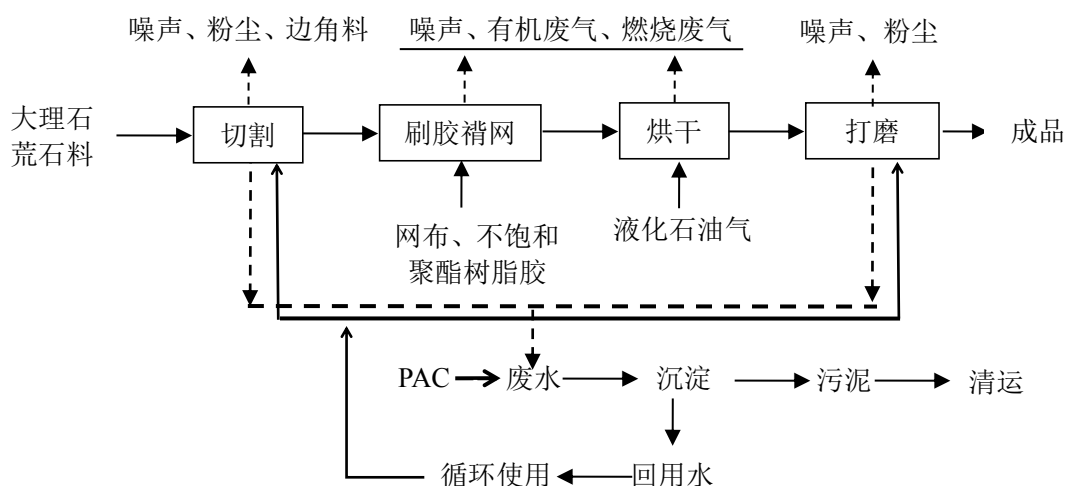 噪声、粉尘、边角料
噪声、有机废气、燃烧废气
噪声、粉尘
大理石
荒石料
切割
刷胶褙网
烘干
打磨
成品
网布、不饱和
聚酯树脂胶
液化石油气
PAC
废水
沉淀
污泥
清运
循环使用
回用水